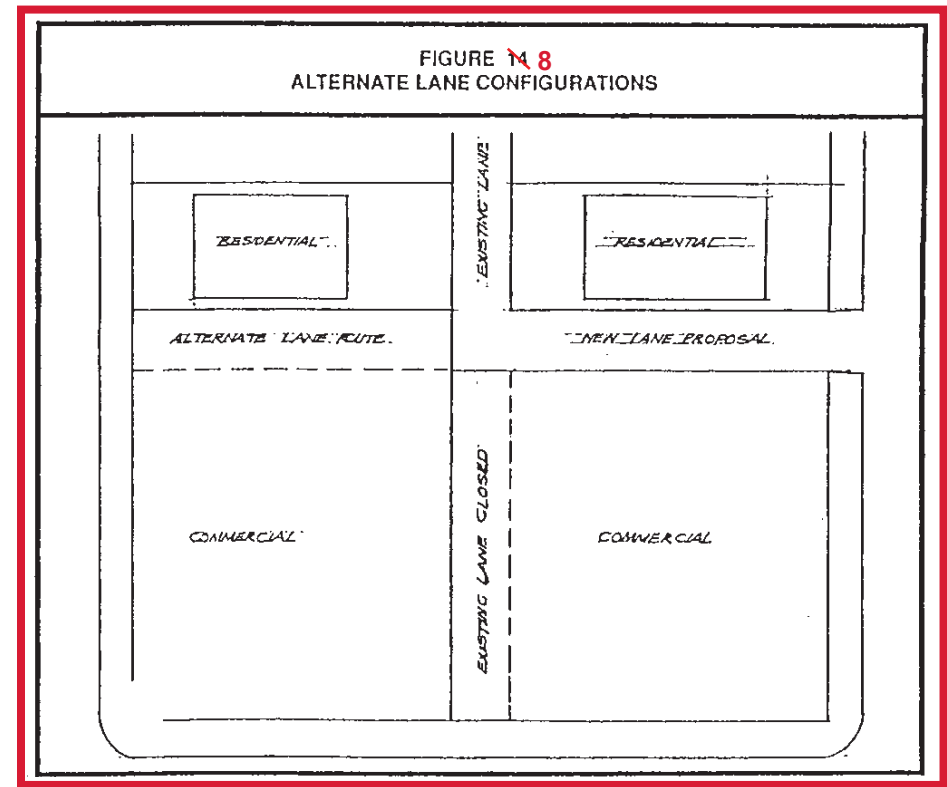 FIGURE 14 8
ALTERNATE LANE CONFIGURATIONS
EXISTING LANE
RESIDENTIAL
RESIDENTIAL
ALTERNATE LANE ROUTE
NEW LANE PROPOSAL
EXISTING LANE CLOSED
COMMERCIAL
COMMERCIAL